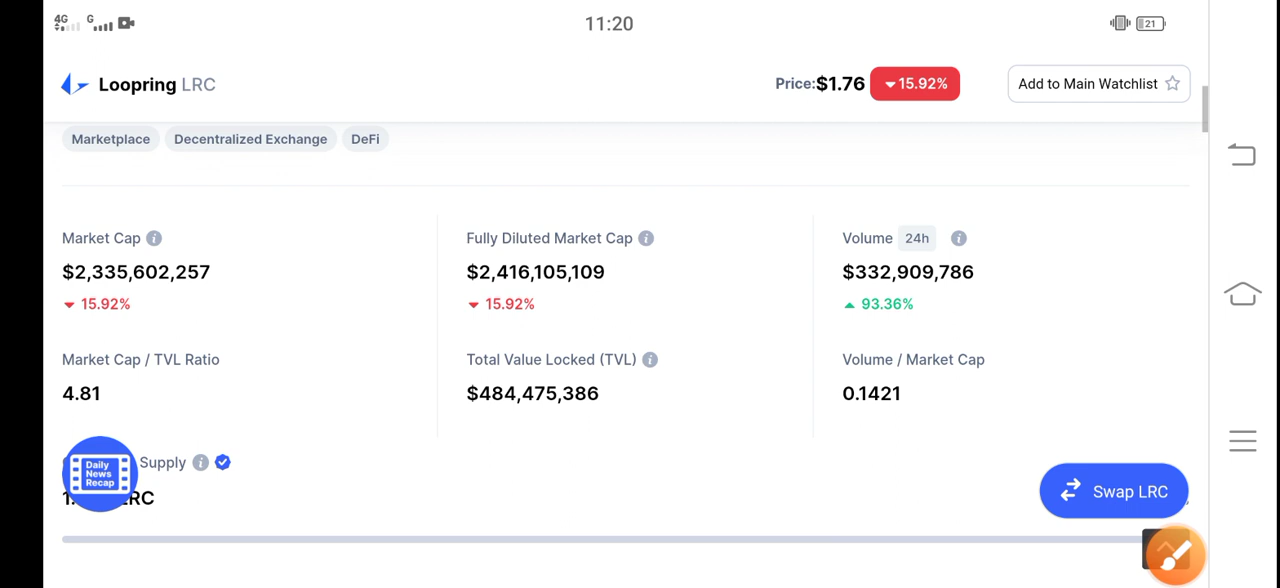 4G G 11:20 21
Loopring LRC Price:$1.76 15.92% Add to Main Watchlist
Marketplace Decentralized Exchange DeFi
Market Cap Fully Diluted Market Cap Volume 24h
$2,335,602,257 $2,416,105,109 $332,909,786
15.92% 15.92% 93.36%
Market Cap / TVL Ratio Total Value Locked (TVL) Volume / Market Cap
4.81 $484,475,386 0.1421
Supply
Daily
News
Recap
Swap LRC